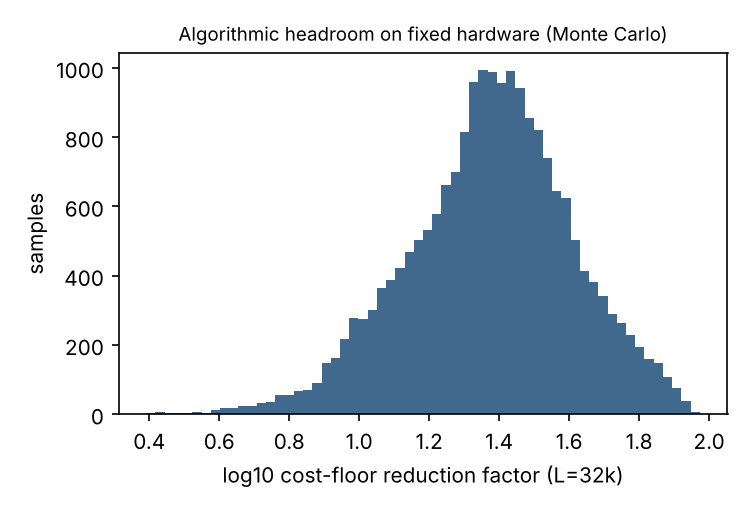 Algorithmic headroom on fixed hardware (Monte Carlo)
1000
800
600
400
200
0
samples
0.4 0.6 0.8 1.0 1.2 1.4 1.6 1.8 2.0
log10 cost-floor reduction factor (L=32k)